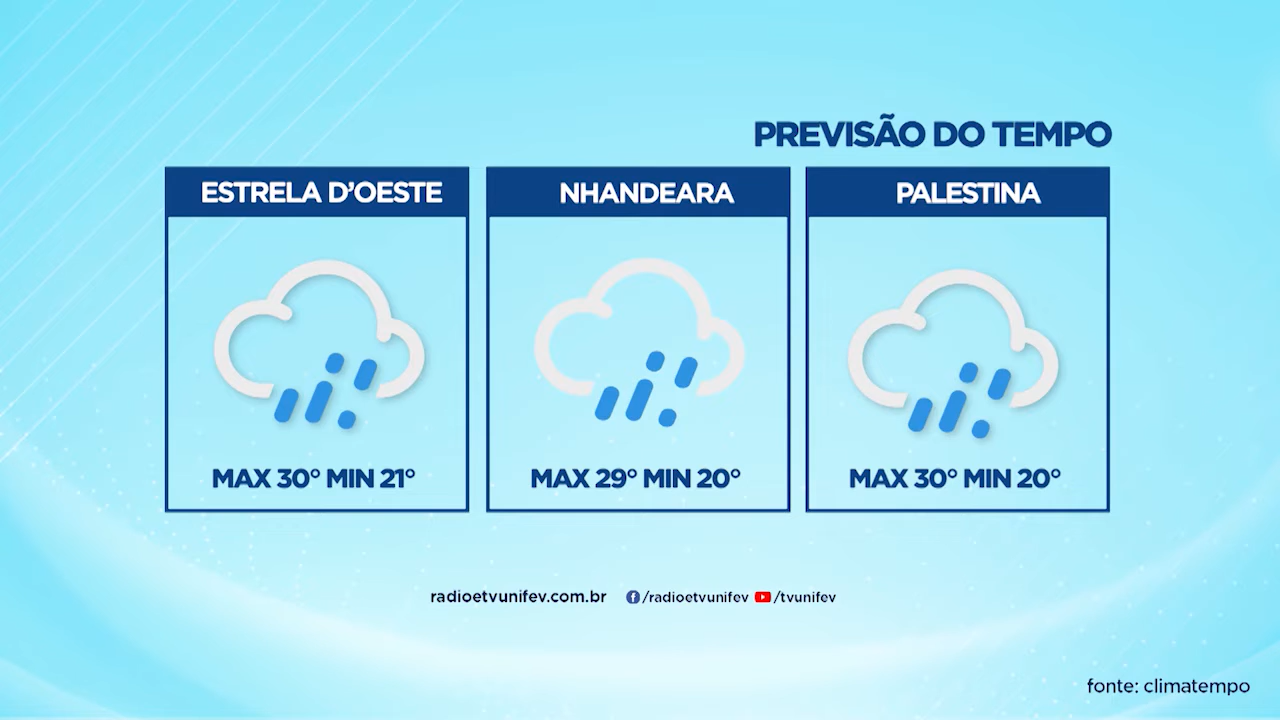 PREVISÃO DO TEMPO
ESTRELA D'OESTE
MAX 30° MIN 21°
NHANDEARA
MAX 29° MIN 20°
PALESTINA
MAX 30° MIN 20°
radioetvunifev.com.br /radioetvunifev /tvunifev
fonte: climatempo